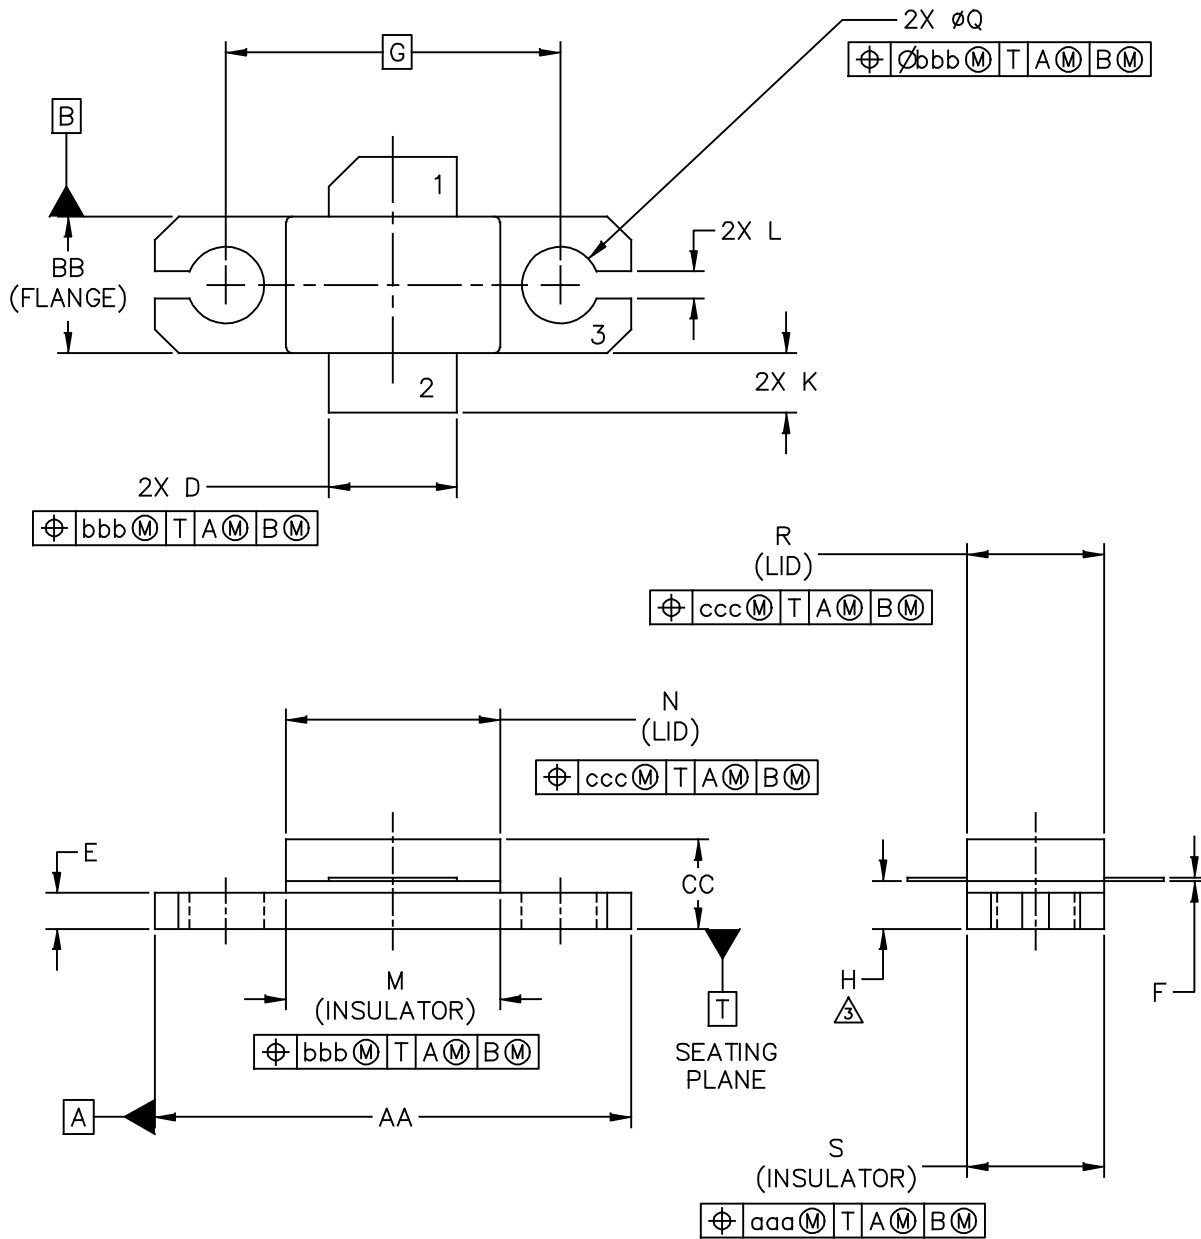 2X øQ
G
⌖ Øbbb Ⓜ T A Ⓜ B Ⓜ
B
1
2X L
BB
(FLANGE)
3
2X K
2
2X D
⌖ bbb Ⓜ T A Ⓜ B Ⓜ
R
(LID)
⌖ ccc Ⓜ T A Ⓜ B Ⓜ
N
(LID)
⌖ ccc Ⓜ T A Ⓜ B Ⓜ
E
CC
M
(INSULATOR)
⌖ bbb Ⓜ T A Ⓜ B Ⓜ
T
SEATING
PLANE
H
3
F
A
AA
S
(INSULATOR)
⌖ aaa Ⓜ T A Ⓜ B Ⓜ